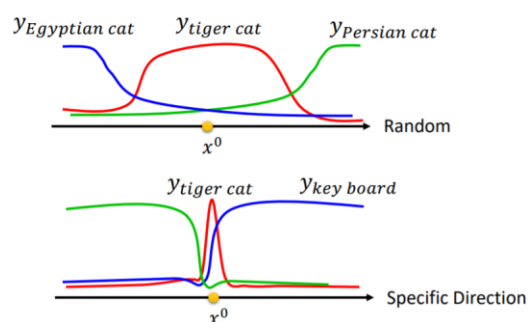 y_Egyptian cat y_tiger cat y_Persian cat
Random
x^0
y_tiger cat y_key board
Specific Direction
x^0